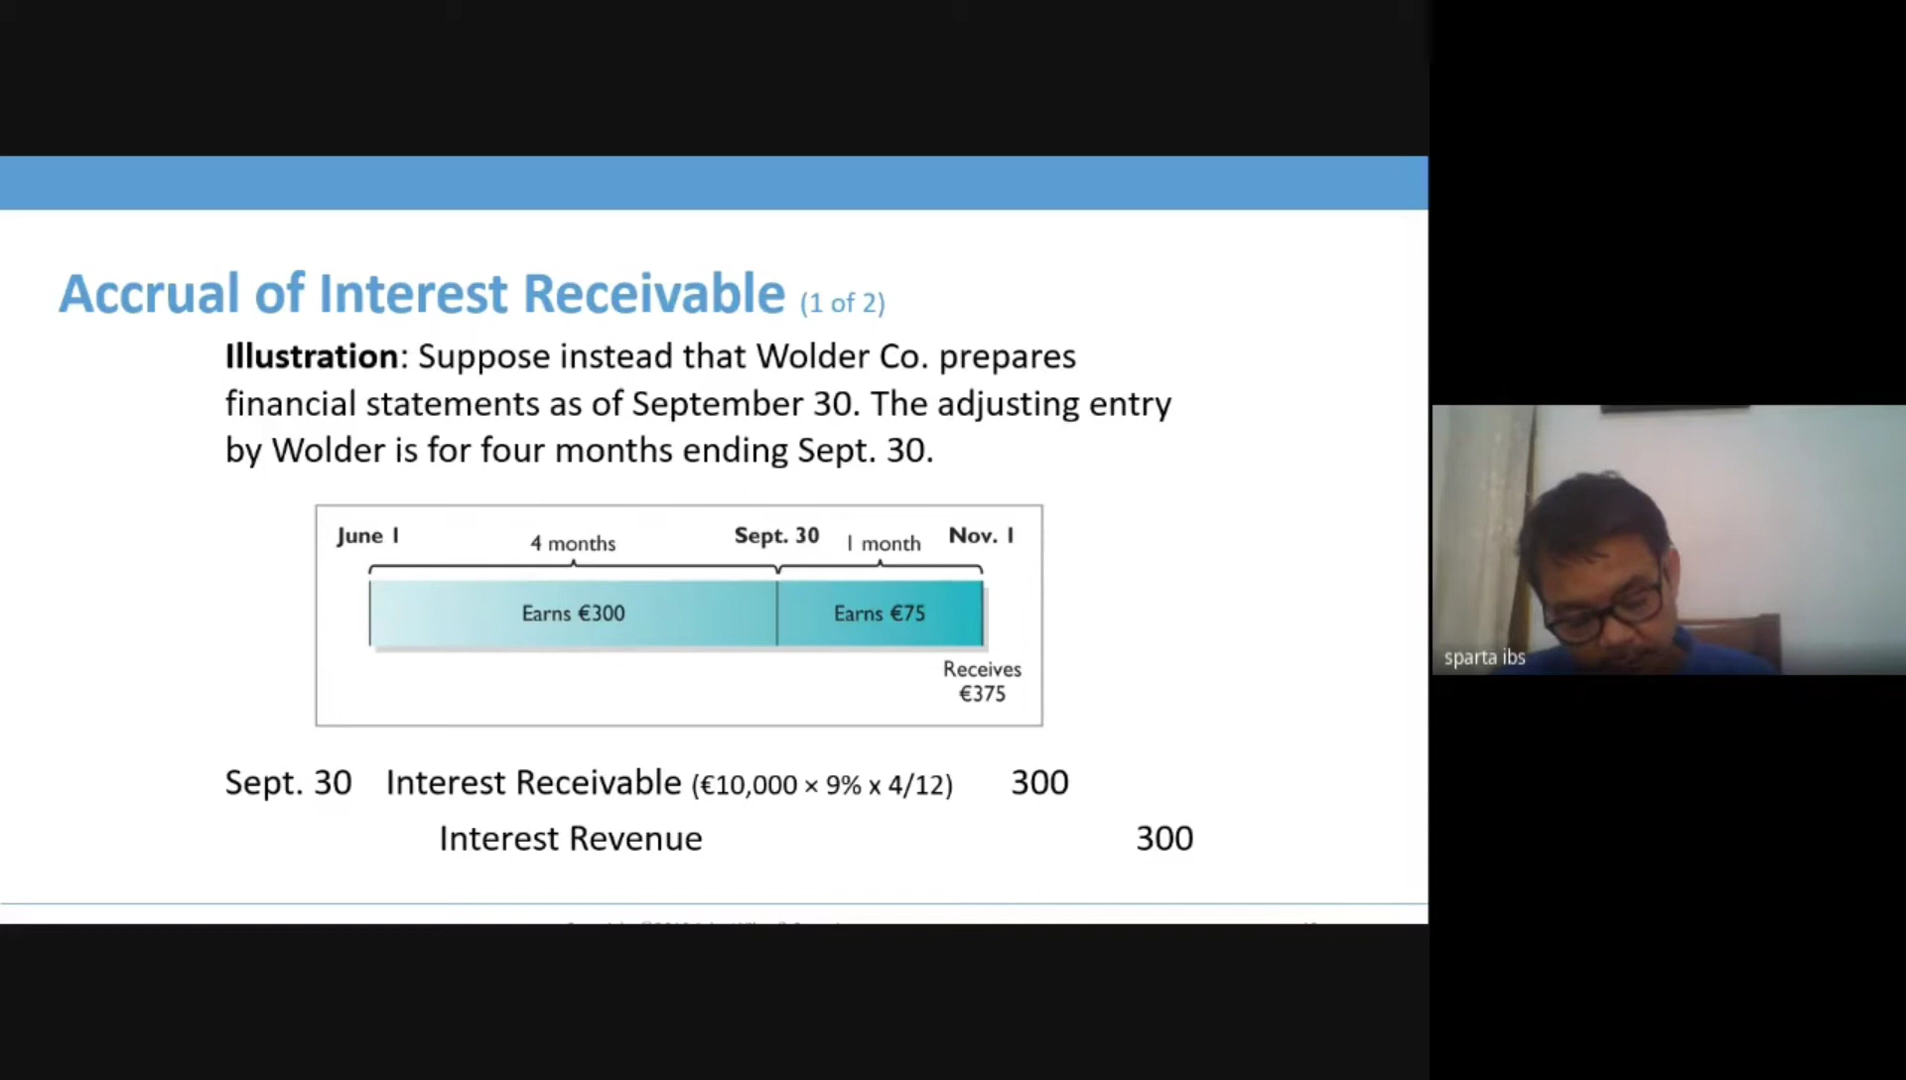 Accrual of Interest Receivable (1 of 2)
Illustration: Suppose instead that Wolder Co. prepares
financial statements as of September 30. The adjusting entry
by Wolder is for four months ending Sept. 30.
June 1 4 months Sept. 30 1 month Nov. 1
Earns €300 Earns €75
Receives
€375
Sept. 30 Interest Receivable (€10,000 × 9% x 4/12) 300
Interest Revenue 300
sparta ibs